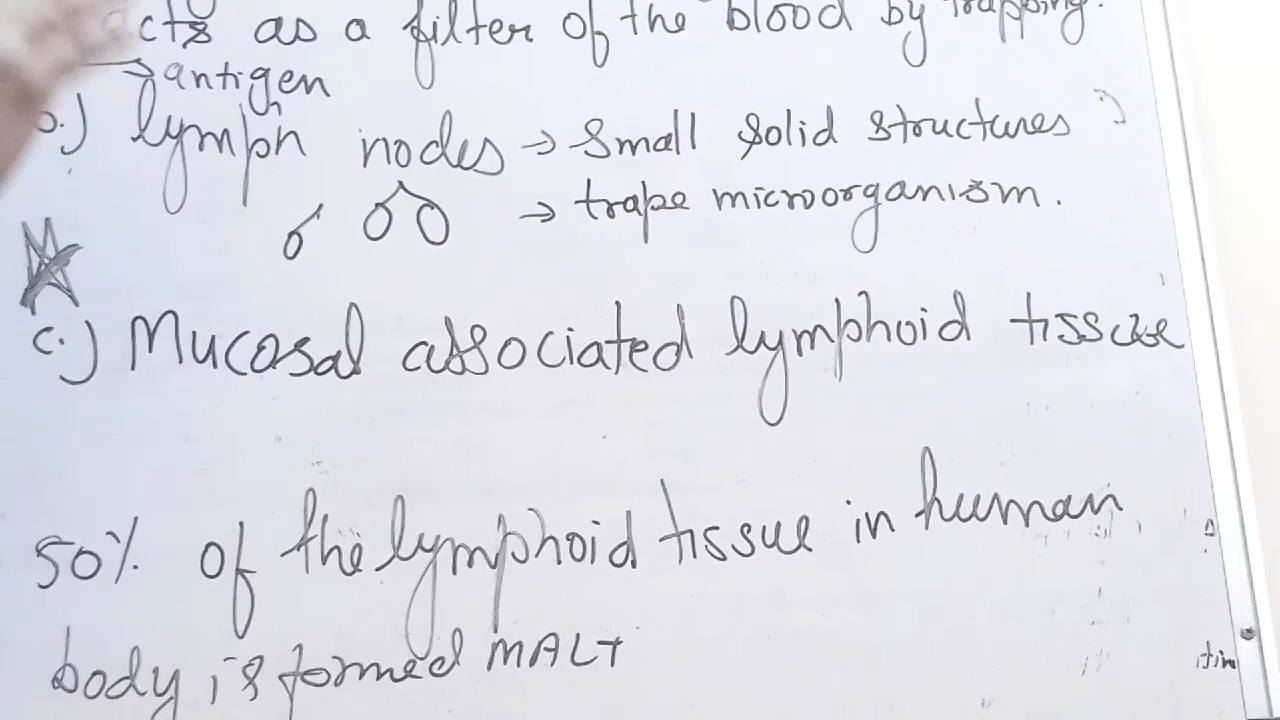 acts as a filter of the blood by trapping.
→ antigen
b.) lymph nodes → Small solid structures
→ trape microorganism.
c.) Mucosal associated lymphoid tissue
50% of the lymphoid tissue in human
body is formed MALT